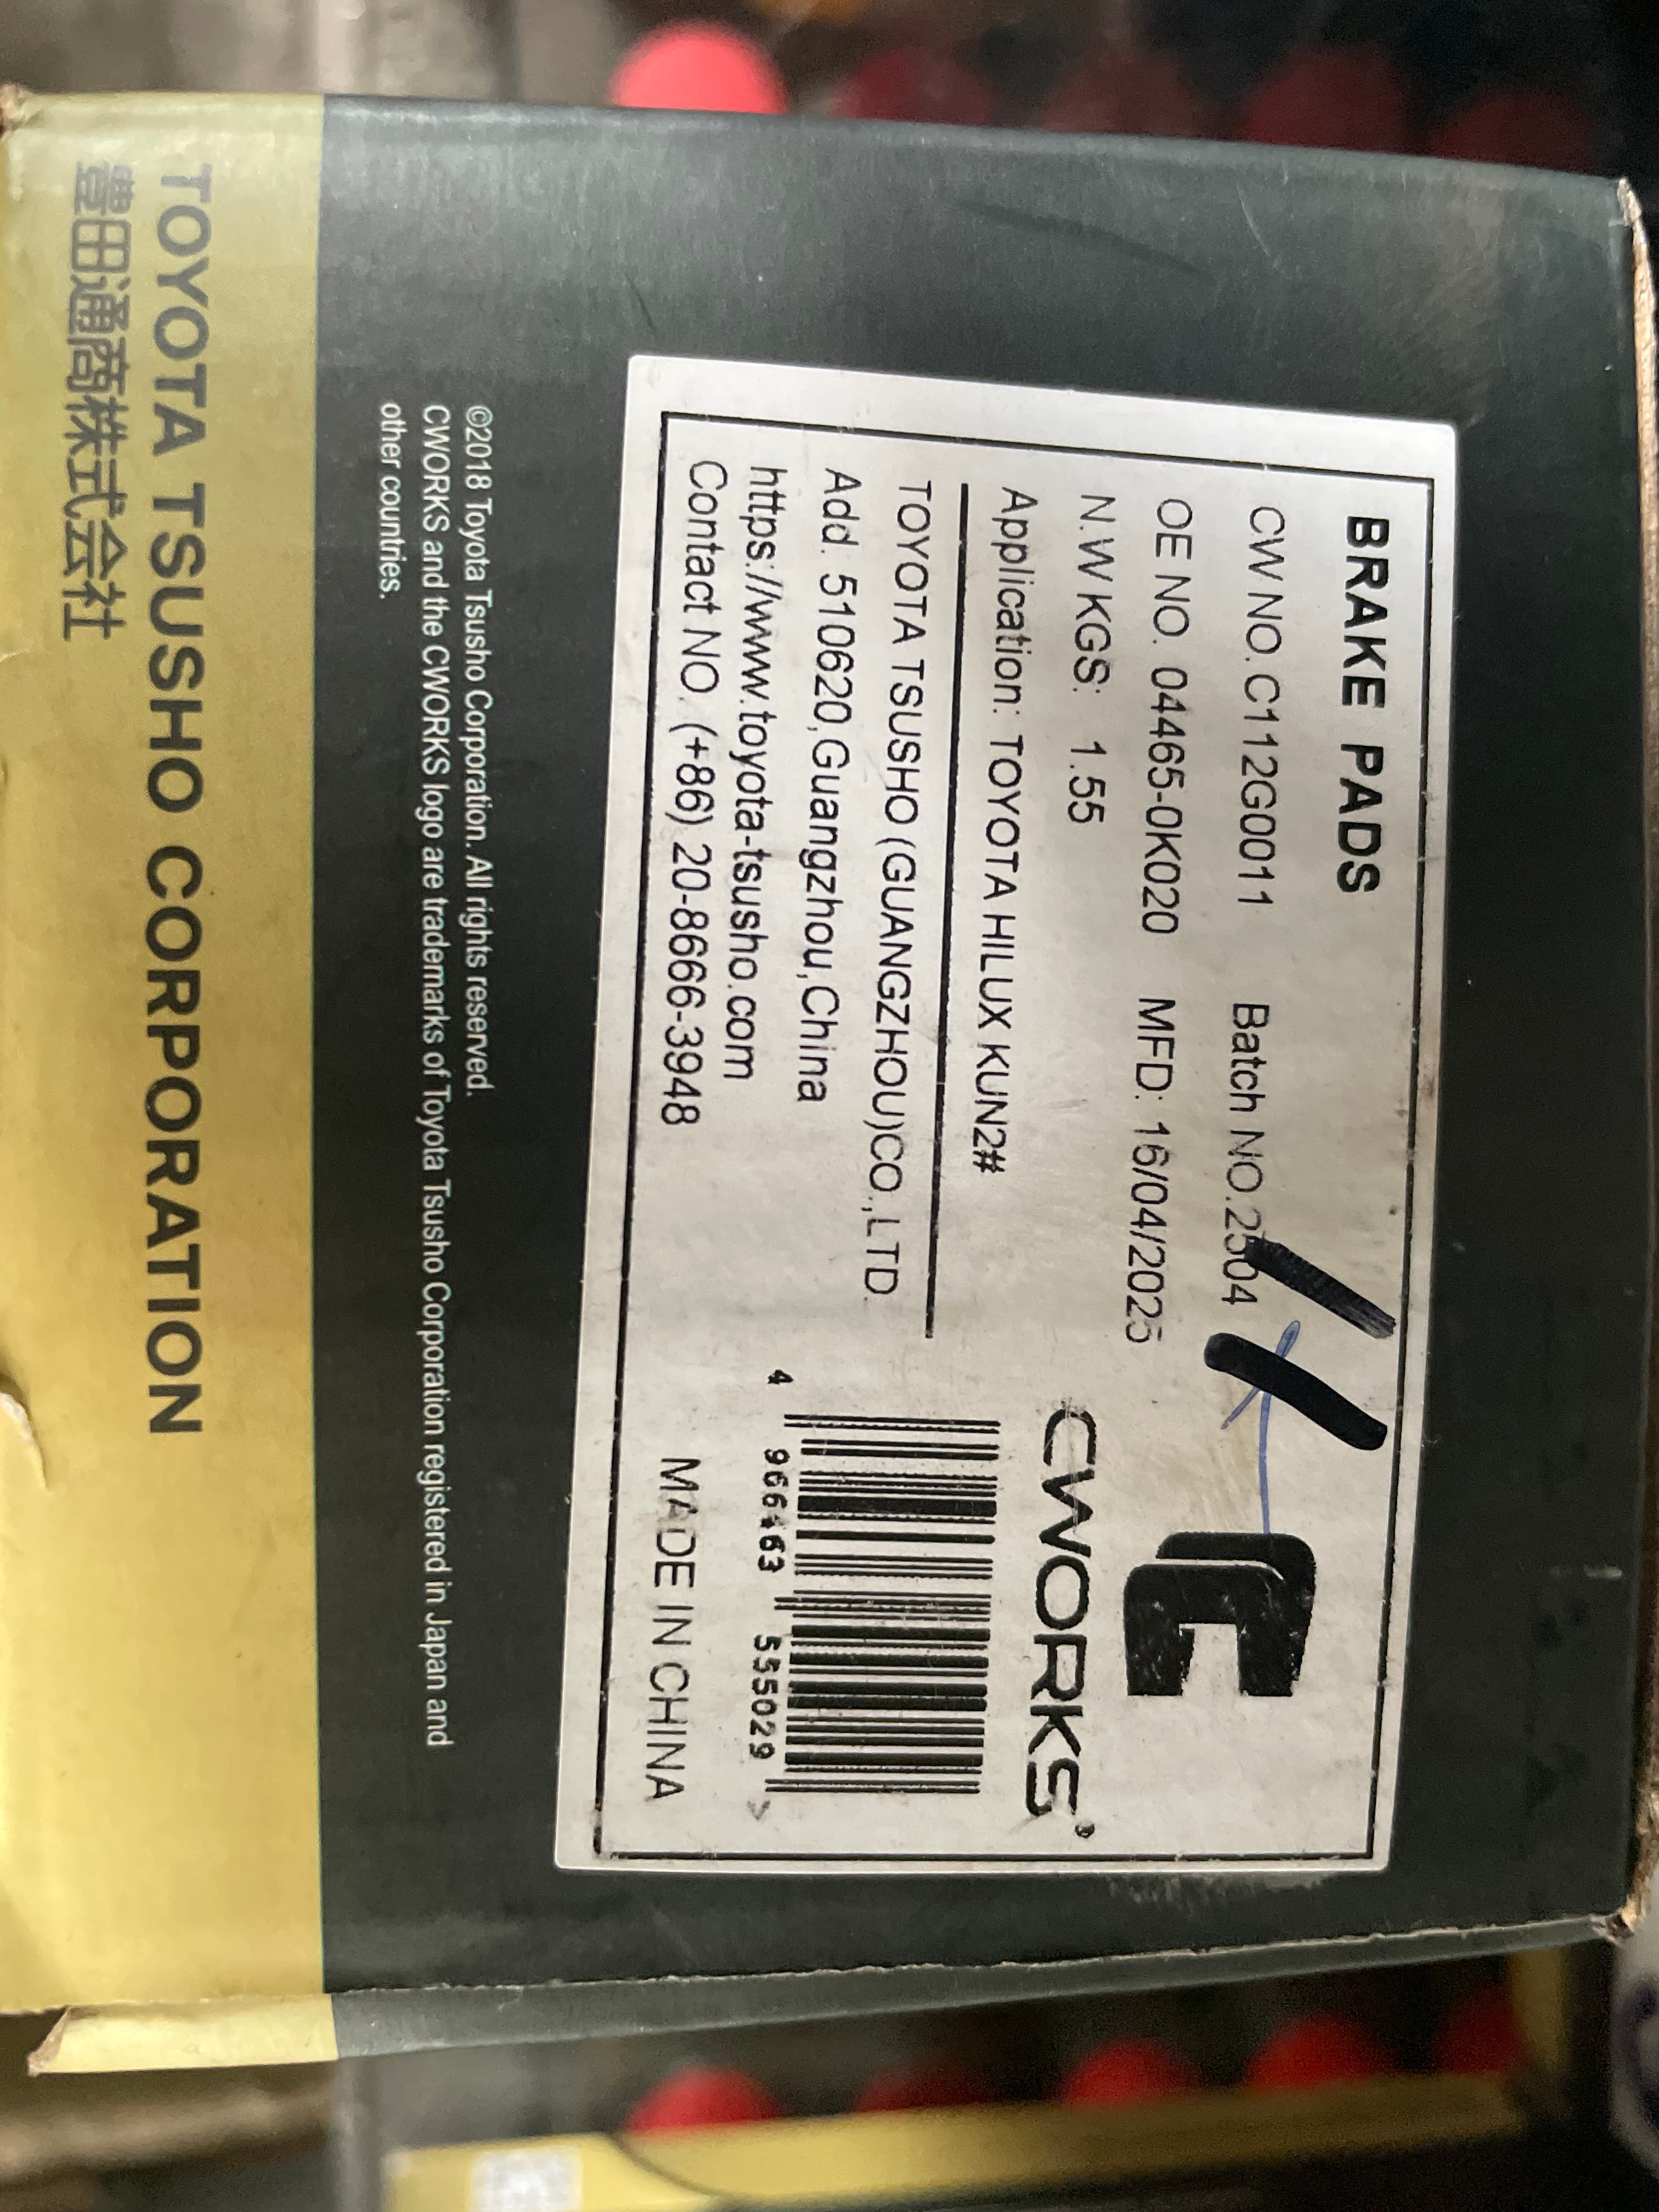 BRAKE PADS
CW NO. C112G0011 Batch NO. 2504
OE NO. 04465-0K020 MFD: 16/04/2025
N.W KGS: 1.55
Application: TOYOTA HILUX KUN2#
CWORKS
TOYOTA TSUSHO (GUANGZHOU)CO.,LTD.
Add. 510620,Guangzhou,China
https://www.toyota-tsusho.com
Contact NO. (+86) 20-8666-3948
4 966463 555029 >
MADE IN CHINA
©2018 Toyota Tsusho Corporation. All rights reserved.
CWORKS and the CWORKS logo are trademarks of Toyota Tsusho Corporation registered in Japan and
other countries.
TOYOTA TSUSHO CORPORATION
豊田通商株式会社